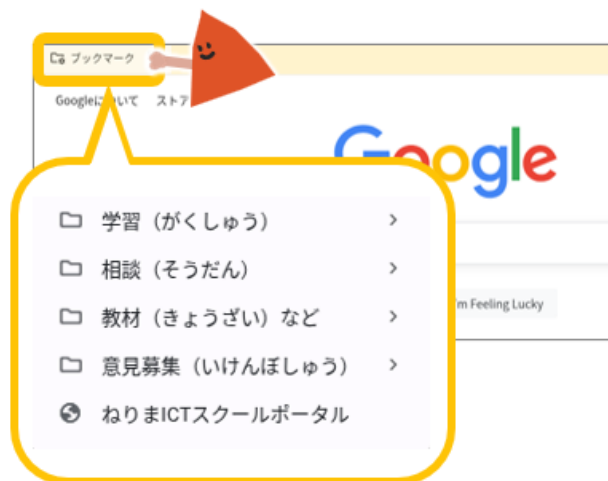 ブックマーク
Googleについて ストア
Google
'm Feeling Lucky
学習（がくしゅう）
相談（そうだん）
教材（きょうざい）など
意見募集（いけんぼしゅう）
ねりまICTスクールポータル